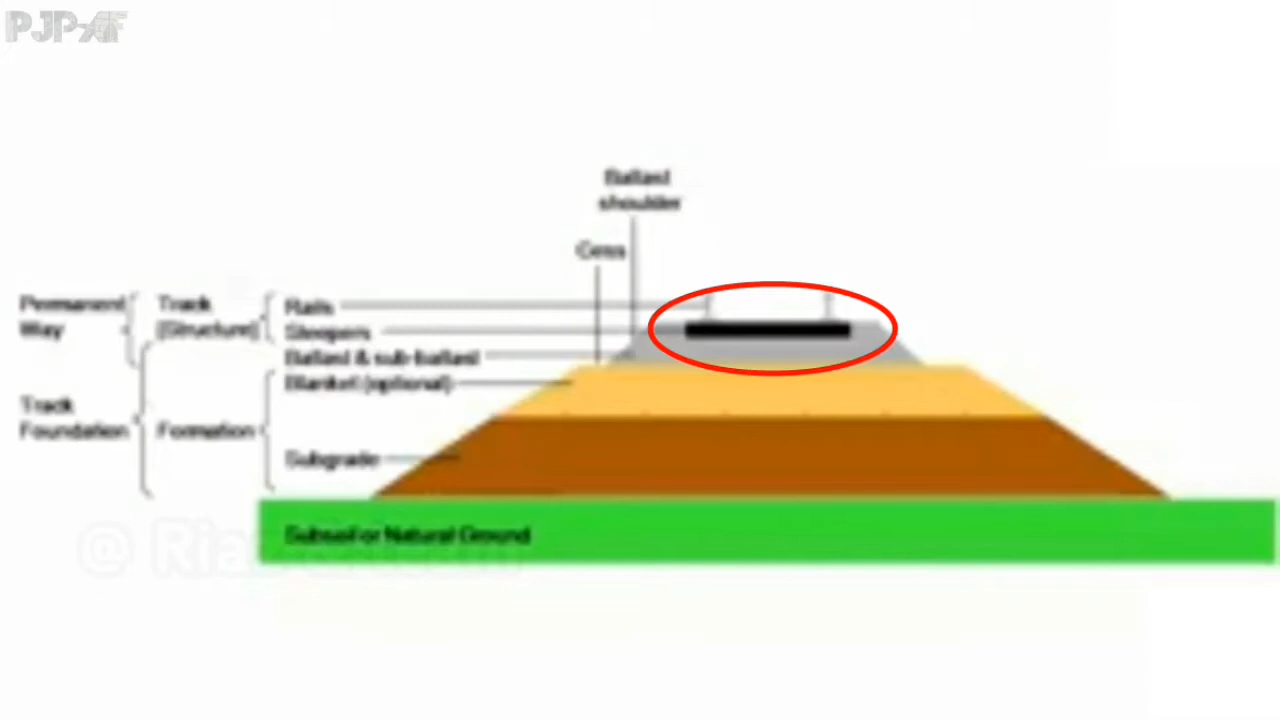 PJPAF
Ballast
shoulder
Cess
Permanent
Way
Track
(Structure)
Rails
Sleepers
Ballast & sub-ballast
Blanket (optional)
Track
Foundation
Formation
Subgrade
Subsoil or Natural Ground